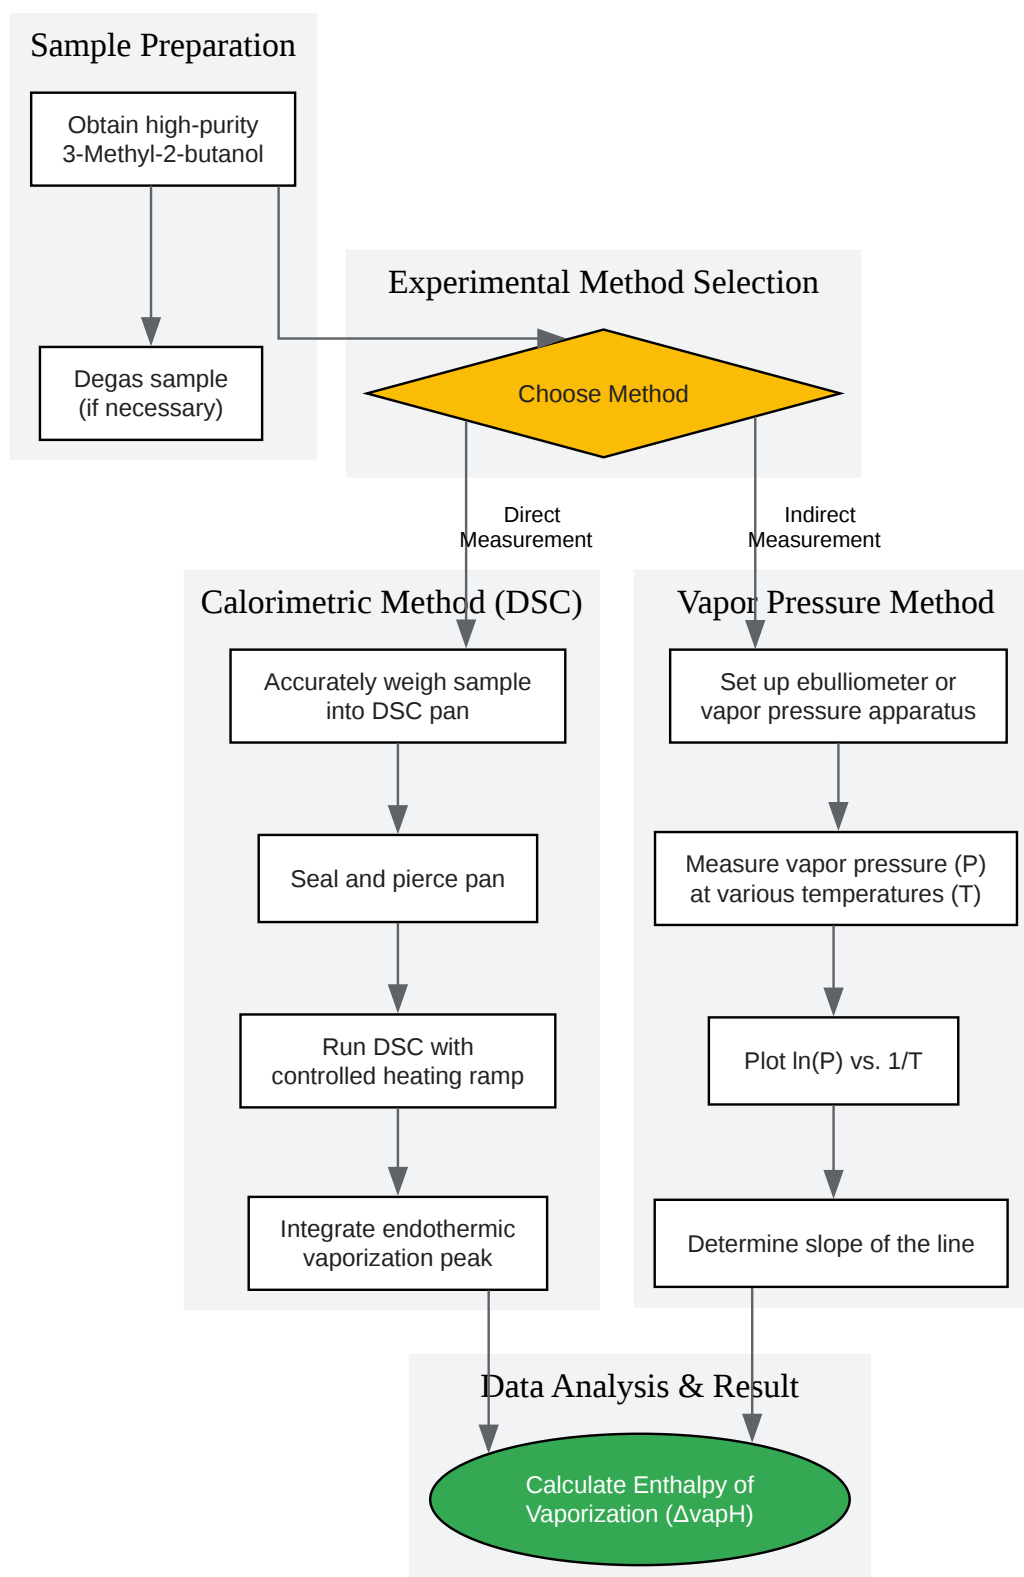 Sample Preparation
Obtain high-purity
3-Methyl-2-butanol
Degas sample
(if necessary)
Experimental Method Selection
Choose Method
Direct
Measurement
Indirect
Measurement
Calorimetric Method (DSC)
Accurately weigh sample
into DSC pan
Seal and pierce pan
Run DSC with
controlled heating ramp
Integrate endothermic
vaporization peak
Vapor Pressure Method
Set up ebulliometer or
vapor pressure apparatus
Measure vapor pressure (P)
at various temperatures (T)
Plot ln(P) vs. 1/T
Determine slope of the line
Data Analysis & Result
Calculate Enthalpy of
Vaporization (ΔvapH)